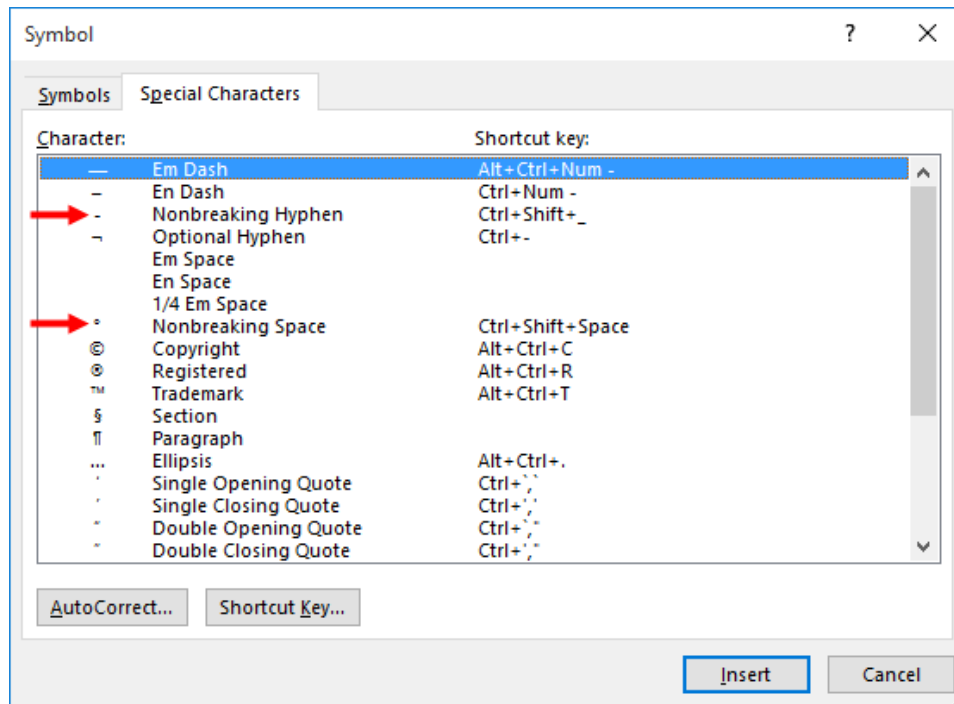 Symbol ?
Symbols Special Characters
Character: Shortcut key:
— Em Dash Alt+Ctrl+Num -
– En Dash Ctrl+Num -
- Nonbreaking Hyphen Ctrl+Shift+_
¬ Optional Hyphen Ctrl+-
Em Space
En Space
1/4 Em Space
° Nonbreaking Space Ctrl+Shift+Space
© Copyright Alt+Ctrl+C
® Registered Alt+Ctrl+R
™ Trademark Alt+Ctrl+T
§ Section
¶ Paragraph
… Ellipsis Alt+Ctrl+.
‘ Single Opening Quote Ctrl+`,`
’ Single Closing Quote Ctrl+','
“ Double Opening Quote Ctrl+`,"
” Double Closing Quote Ctrl+',"
AutoCorrect... Shortcut Key...
Insert Cancel